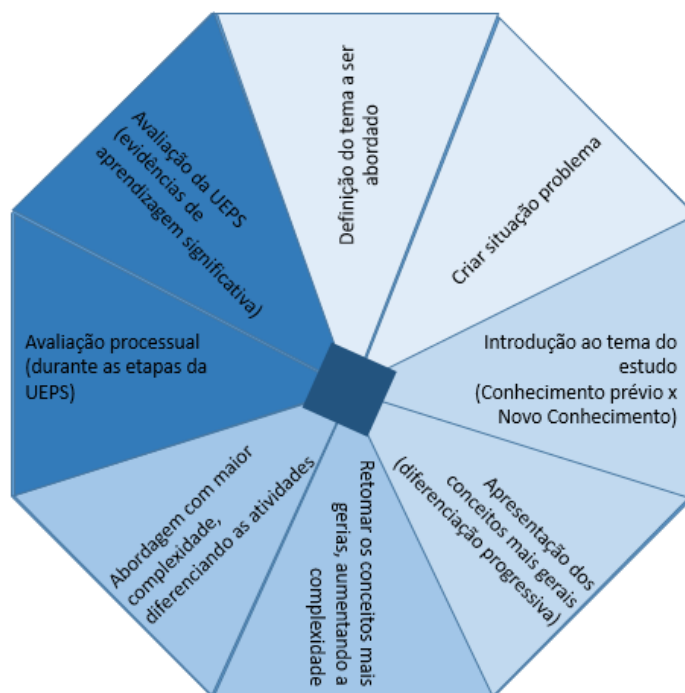 Definição do tema a ser
abordado
Criar situação problema
Introdução ao tema do
estudo
(Conhecimento prévio x
Novo Conhecimento)
Apresentação dos
conceitos mais gerais
(diferenciação progressiva)
Retomar os conceitos mais
gerias, aumentando a
complexidade
Abordagem com maior
complexidade,
diferenciando as atividades
Avaliação processual
(durante as etapas da
UEPS)
Avaliação da UEPS
(evidências de
aprendizagem significativa)